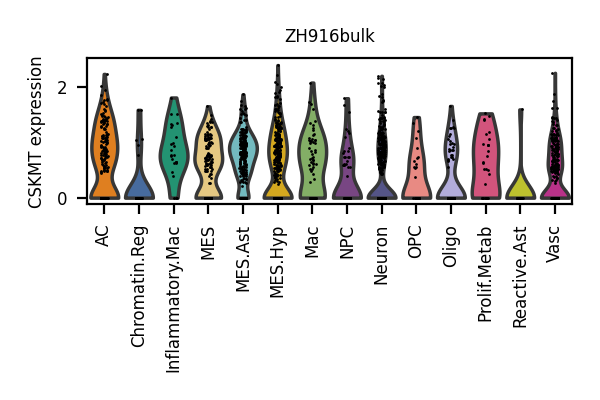 ZH916bulk
CSKMT expression
2
0
AC
Chromatin.Reg
Inflammatory.Mac
MES
MES.Ast
MES.Hyp
Mac
NPC
Neuron
OPC
Oligo
Prolif.Metab
Reactive.Ast
Vasc